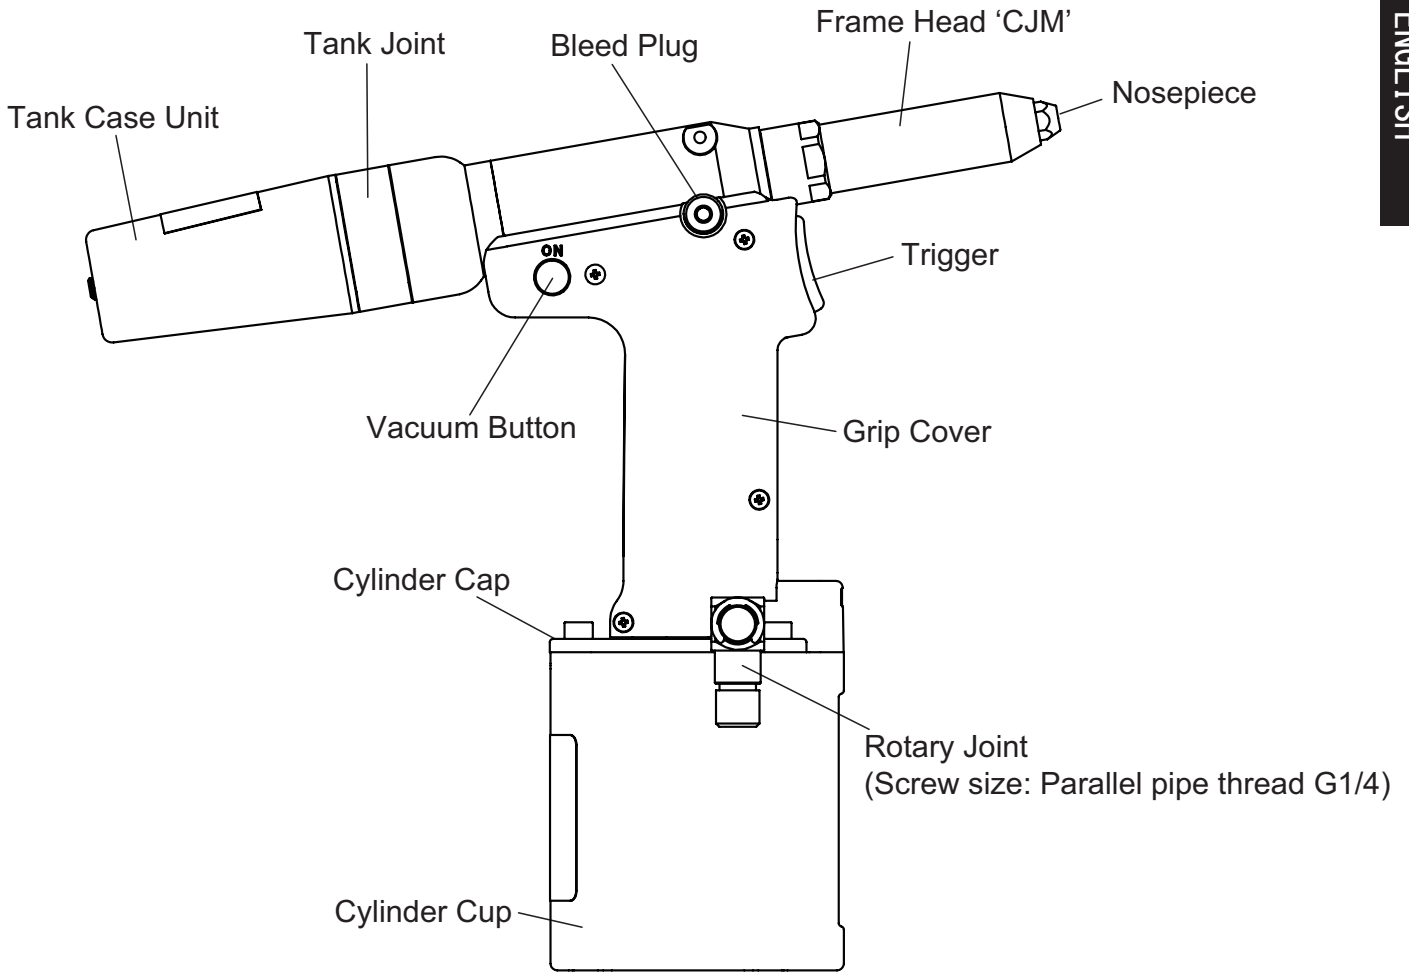 Frame Head ‘CJM’
ENGLISH
Tank Joint
Bleed Plug
Nosepiece
Tank Case Unit
Trigger
ON
Vacuum Button
Grip Cover
Cylinder Cap
Rotary Joint
(Screw size: Parallel pipe thread G1/4)
Cylinder Cup